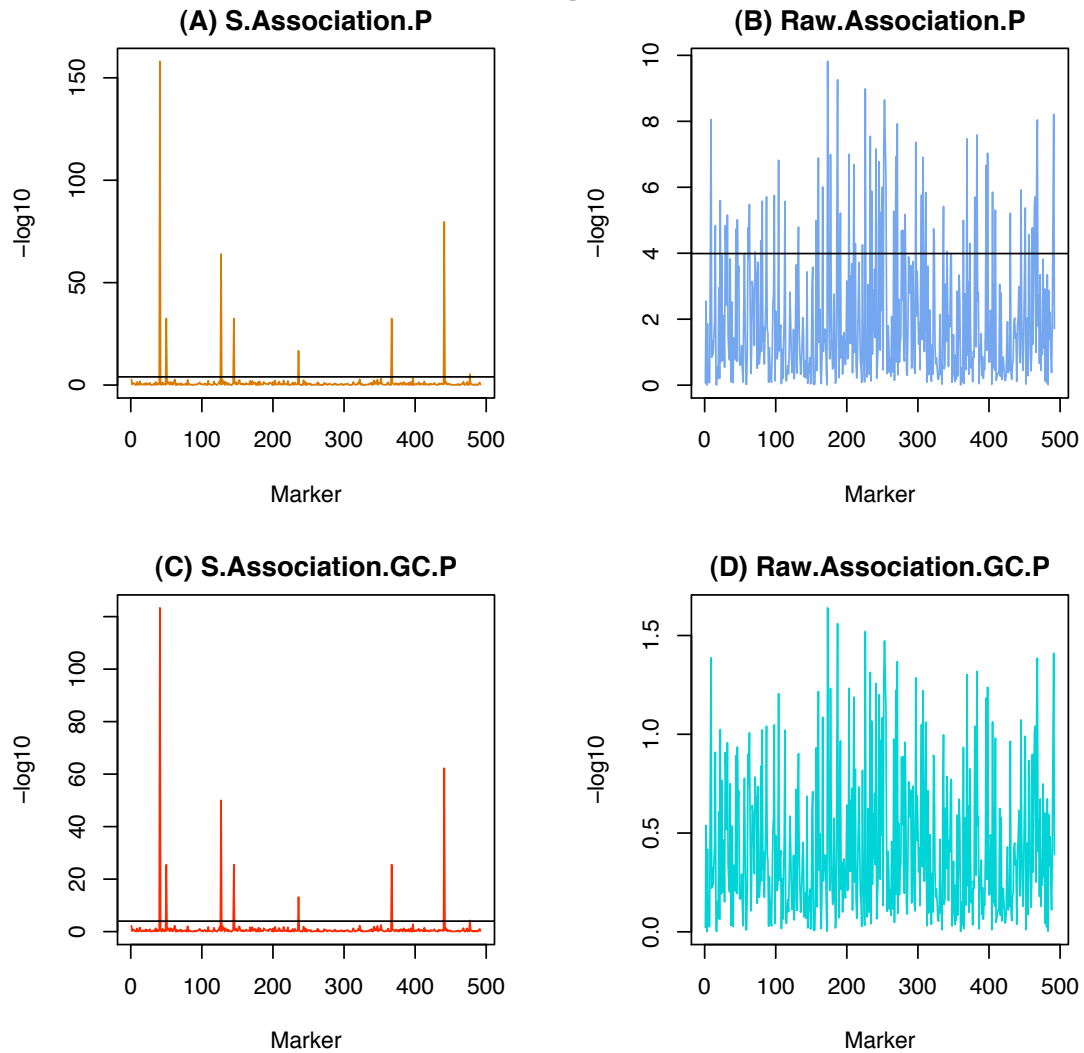 (A) S.Association.P
−log10
0 50 100 150
0 100 200 300 400 500
Marker
(B) Raw.Association.P
−log10
0 2 4 6 8 10
0 100 200 300 400 500
Marker
(C) S.Association.GC.P
−log10
0 20 40 60 80 100
0 100 200 300 400 500
Marker
(D) Raw.Association.GC.P
−log10
0.0 0.5 1.0 1.5
0 100 200 300 400 500
Marker